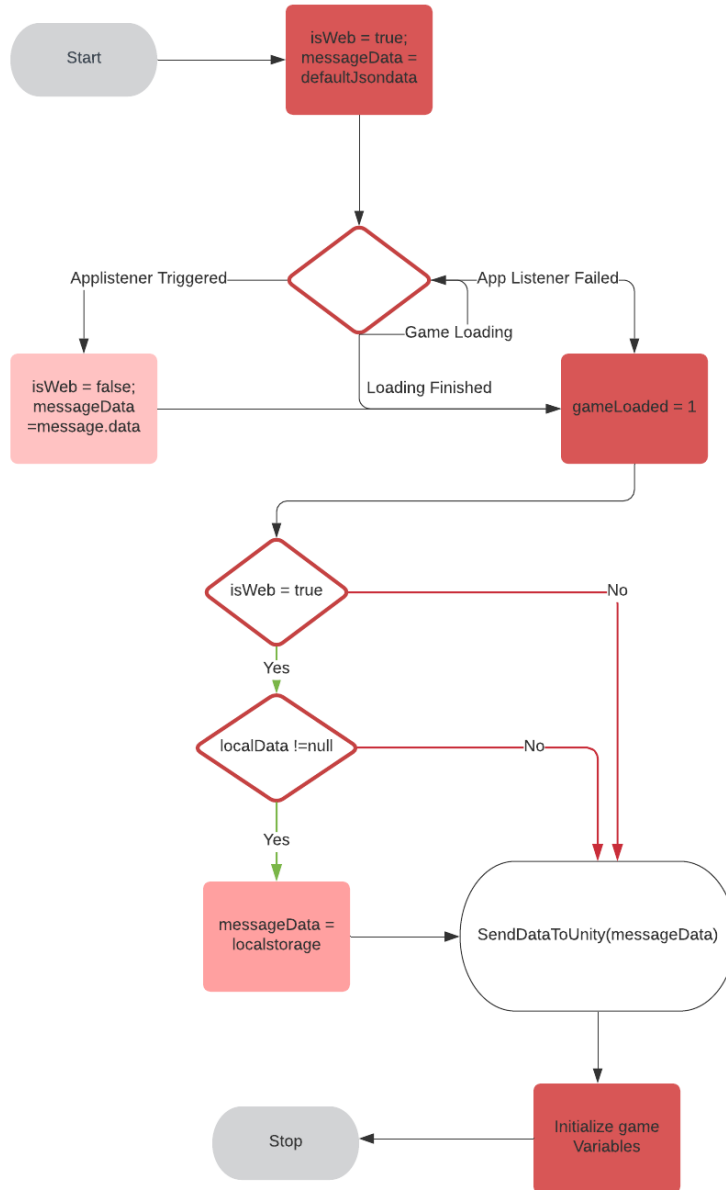 Start
isWeb = true;
messageData =
defaultJsondata
Applistener Triggered
App Listener Failed
Game Loading
Loading Finished
isWeb = false;
messageData
=message.data
gameLoaded = 1
isWeb = true
No
Yes
localData !=null
No
Yes
messageData =
localstorage
SendDataToUnity(messageData)
Initialize game
Variables
Stop